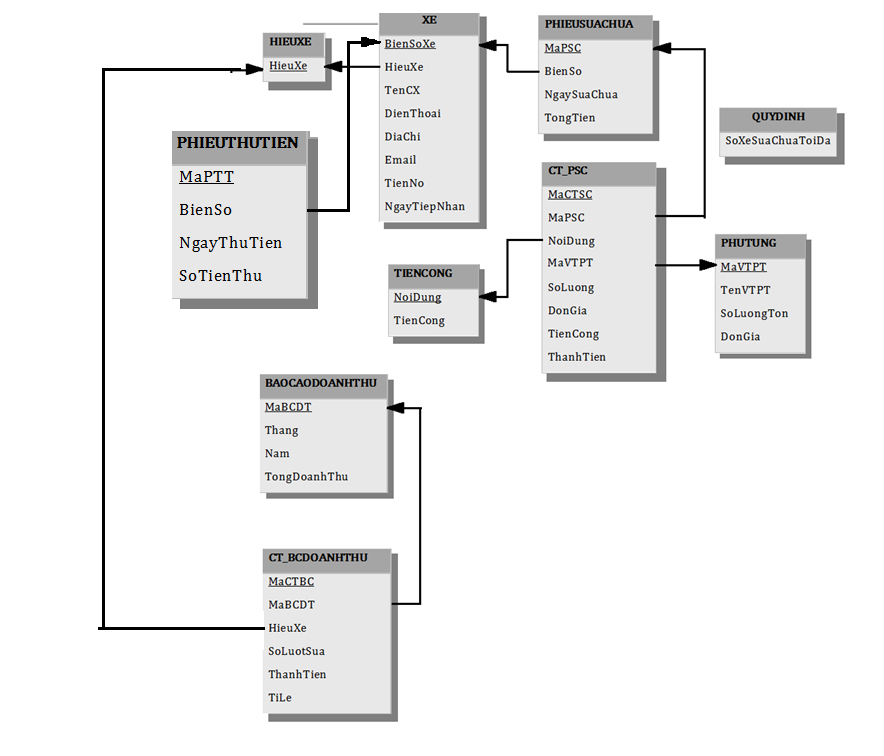 HIEUXE
HieuXe
XE
BienSoXe
HieuXe
TenCX
DienThoai
DiaChi
Email
TienNo
NgayTiepNhan
PHIEUSUACHUA
MaPSC
BienSo
NgaySuaChua
TongTien
QUYDINH
SoXeSuaChuaToiDa
PHIEUTHUTIEN
MaPTT
BienSo
NgayThuTien
SoTienThu
CT_PSC
MaCTSC
MaPSC
NoiDung
MaVTPT
SoLuong
DonGia
TienCong
ThanhTien
PHUTUNG
MaVTPT
TenVTPT
SoLuongTon
DonGia
TIENCONG
NoiDung
TienCong
BAOCAODOANHTHU
MaBCDT
Thang
Nam
TongDoanhThu
CT_BCDOANHTHU
MaCTBC
MaBCDT
HieuXe
SoLuotSua
ThanhTien
TiLe